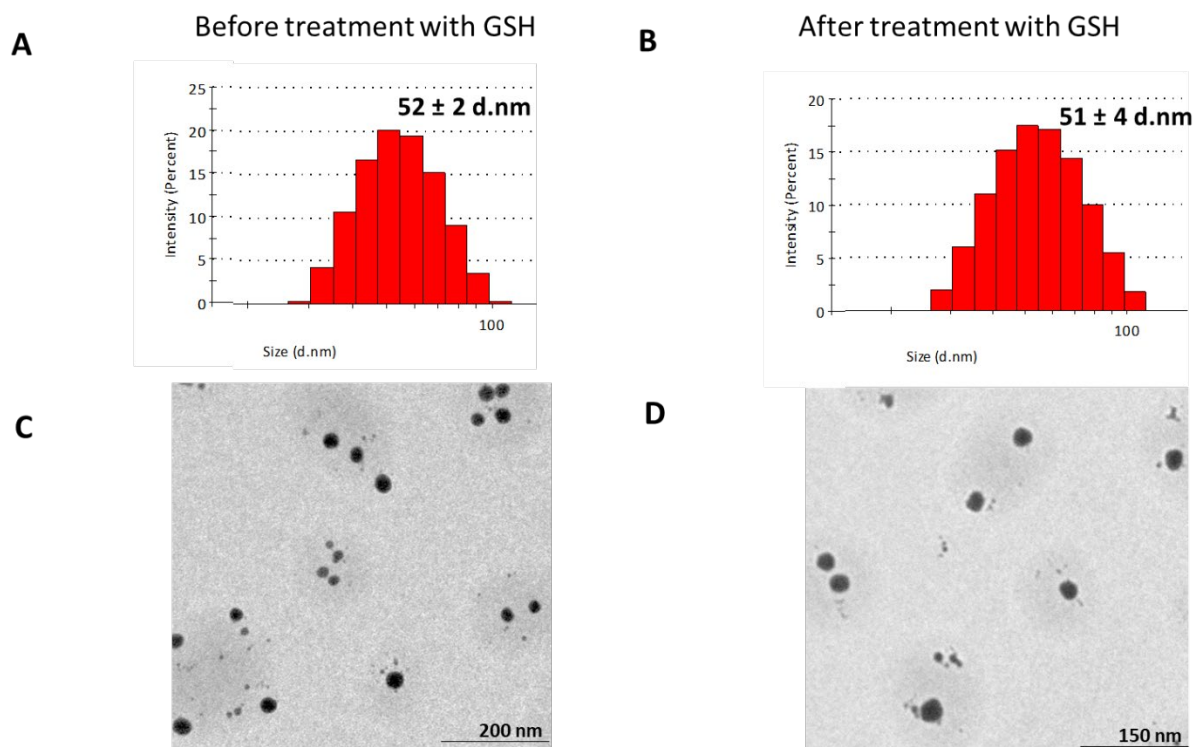 A
Before treatment with GSH
B
After treatment with GSH
52 ± 2 d.nm
25
20
15
10
5
0
Intensity (Percent)
100
Size (d.nm)
51 ± 4 d.nm
20
15
10
5
0
Intensity (Percent)
100
Size (d.nm)
C
200 nm
D
150 nm